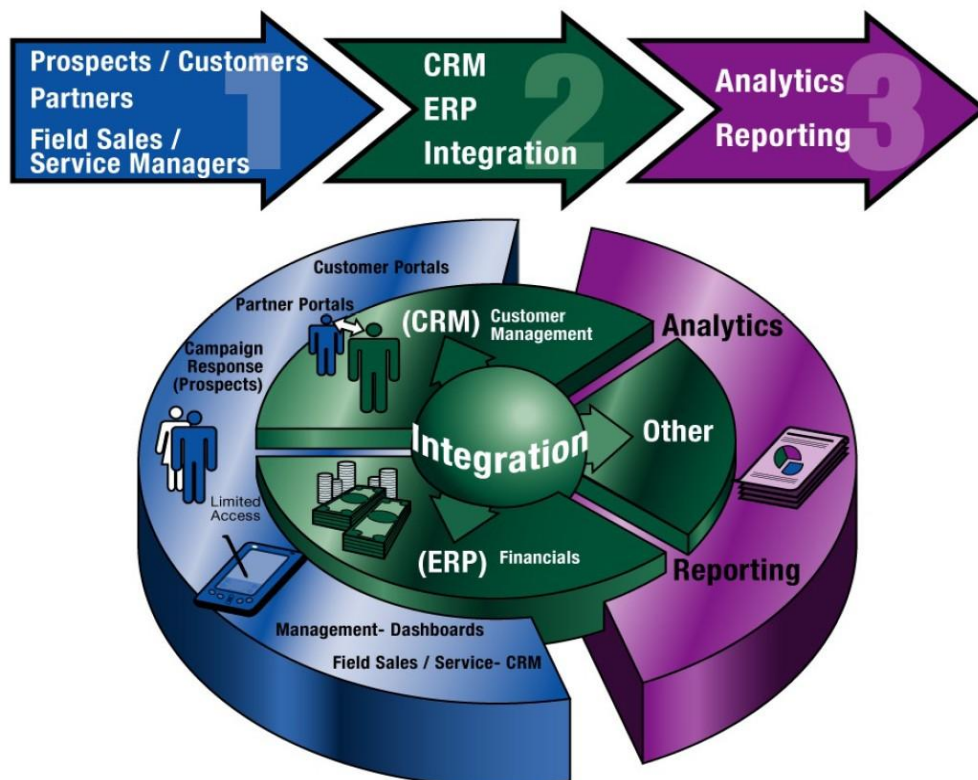 Prospects / Customers
Partners
Field Sales /
Service Managers
1
CRM
ERP
Integration
2
Analytics
Reporting
3
Customer Portals
Partner Portals
Campaign
Response
(Prospects)
Limited
Access
Management- Dashboards
Field Sales / Service- CRM
(CRM) Customer
Management
Integration
Other
(ERP) Financials
Analytics
Reporting